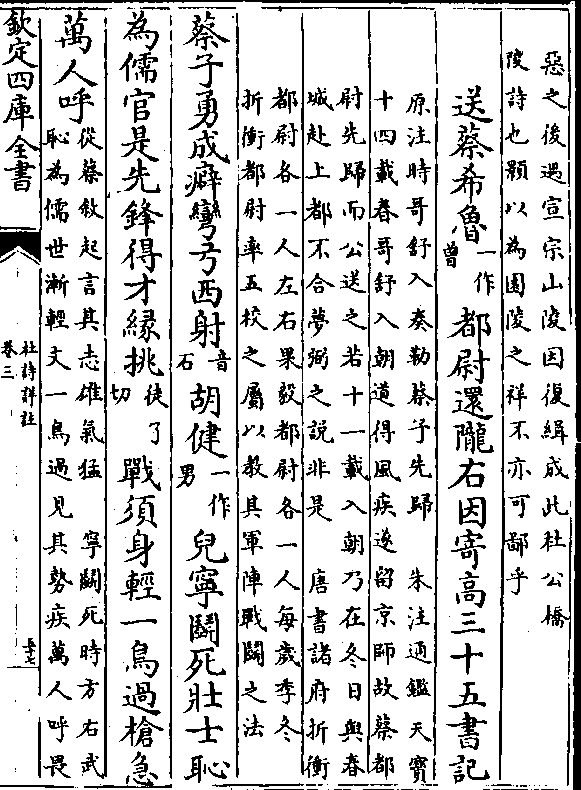 惡之後遇宣宗山陵因復緝成此杜公橋
陵詩也顥以為園陵之祥不亦可鄙乎
送蔡希魯一作曾都尉還隴右因寄高三十五書記
原注時哥舒入奏勒蔡子先歸　朱注通鑑天寶
十四載春哥舒入朝道得風疾遂留京師故蔡都
尉先歸而公送之若十一載入朝乃在冬日與春
城赴上都不合夢弼之說非是　唐書諸府折衝
都尉各一人左右果毅都尉各一人每歲季冬
折衝都尉率五校之屬以教其軍陣戰鬭之法
蔡子勇成癖彎弓西射音石胡健一作男兒寧鬭死壯士恥
為儒官是先鋒得才緣挑徒了切戰須身輕一鳥過槍急
萬人呼從蔡敘起言其志雄氣猛　寧鬭死時方右武恥為儒世漸輕文一鳥過見其勢疾萬人呼畏
欽定四庫全書
杜詩詳註
卷三
五十七